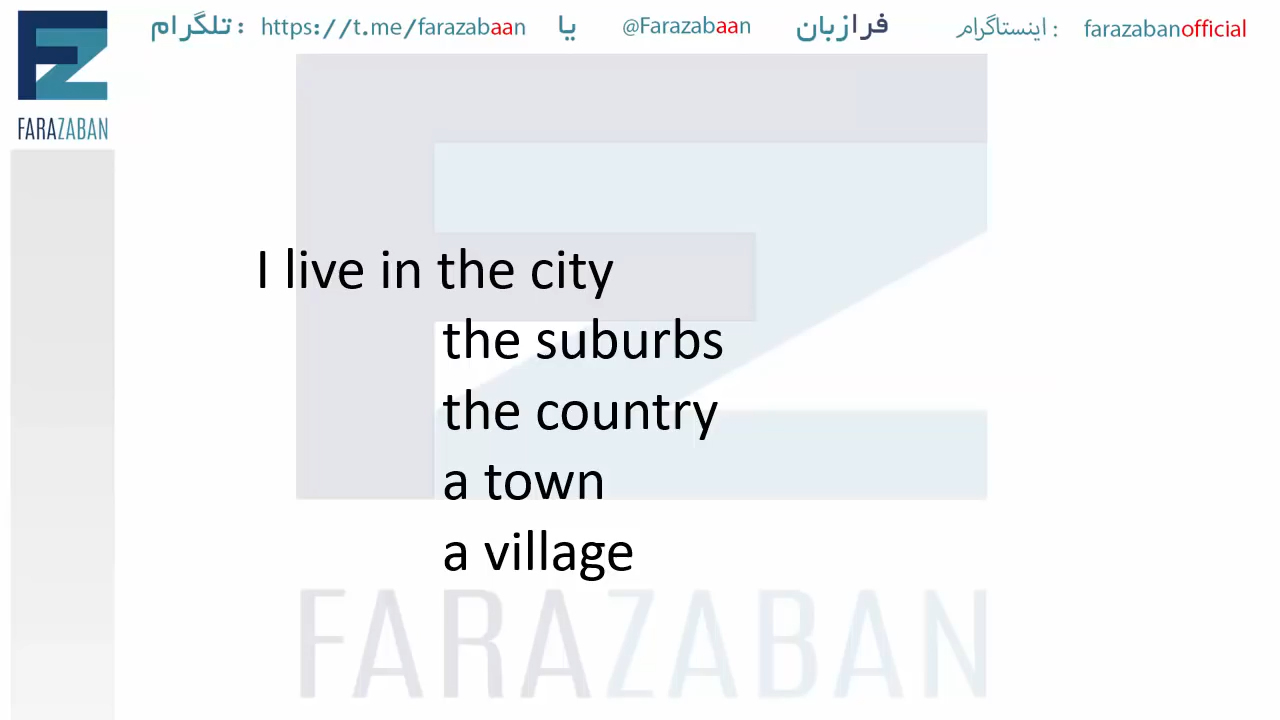 تلگرام : https://t.me/farazabaan یا @Farazabaan فرازبان اینستاگرام : farazabanofficial
FZ
FARAZABAN
I live in the city
the suburbs
the country
a town
a village
FARAZABAN